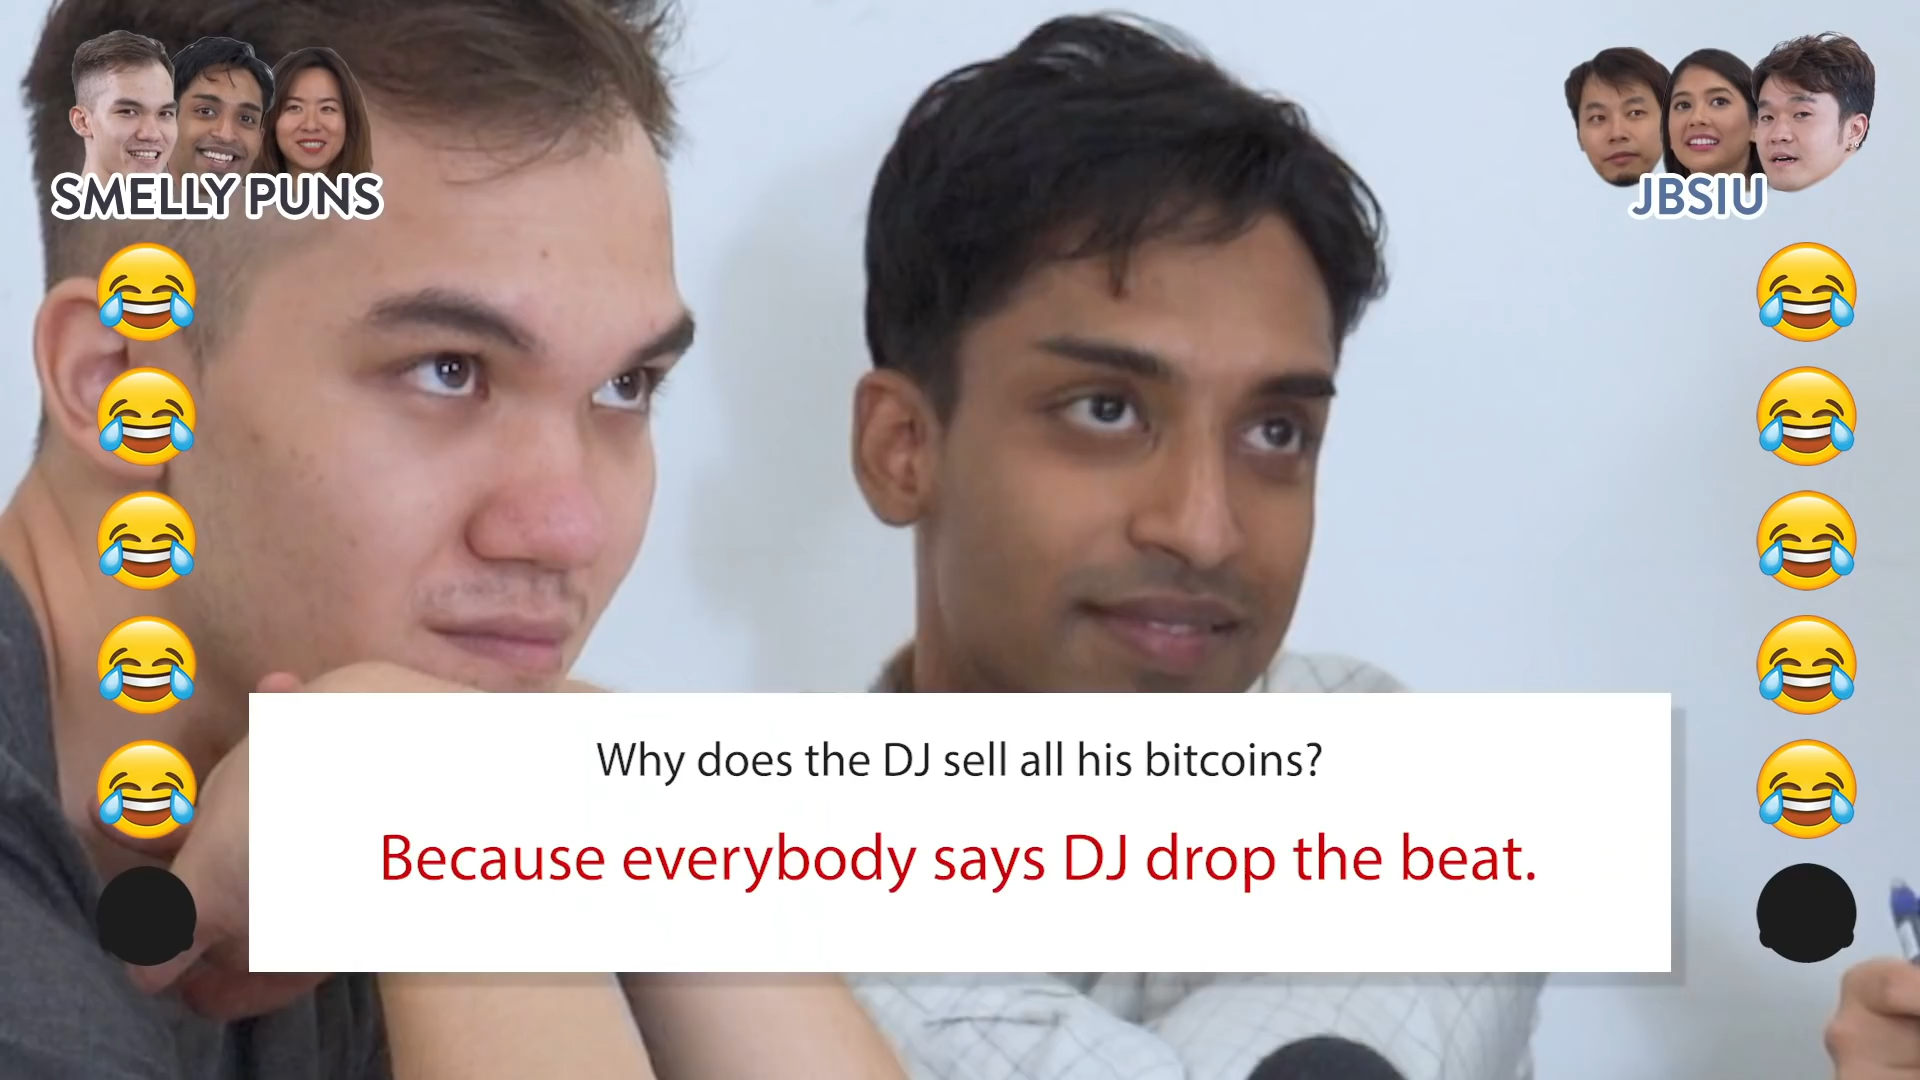 SMELLY PUNS
JBSIU
Why does the DJ sell all his bitcoins?
Because everybody says DJ drop the beat.